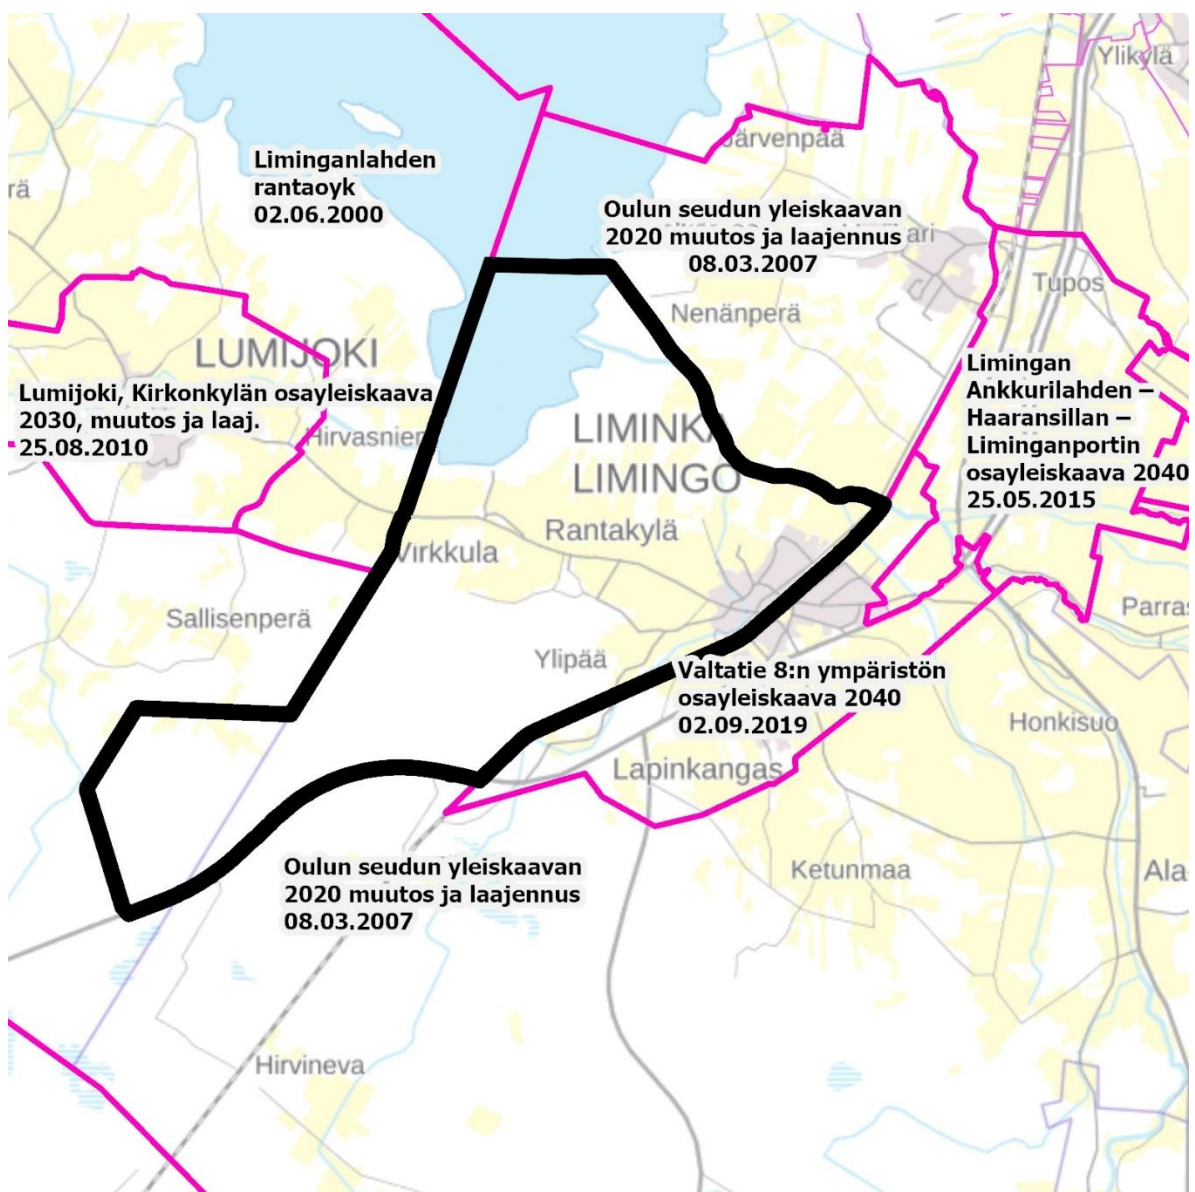 Ylikylä
Järvenpää
Liminganlahden
rantaoyk
02.06.2000
Oulun seudun yleiskaavan
2020 muutos ja laajennus
08.03.2007
Tupos
Nenänperä
LUMIJOKI
Lumijoki, Kirkonkylän osayleiskaava
2030, muutos ja laaj.
25.08.2010
Limingan
Ankkurilahden –
Haaransillan –
Liminganportin
osayleiskaava 2040
25.05.2015
LIMINKA
LIMINGO
Rantakylä
Virkkula
Sallisenperä
Ylipää
Valtatie 8:n ympäristön
osayleiskaava 2040
02.09.2019
Honkisuo
Lapinkangas
Oulun seudun yleiskaavan
2020 muutos ja laajennus
08.03.2007
Ketunmaa
Ala
Hirvineva